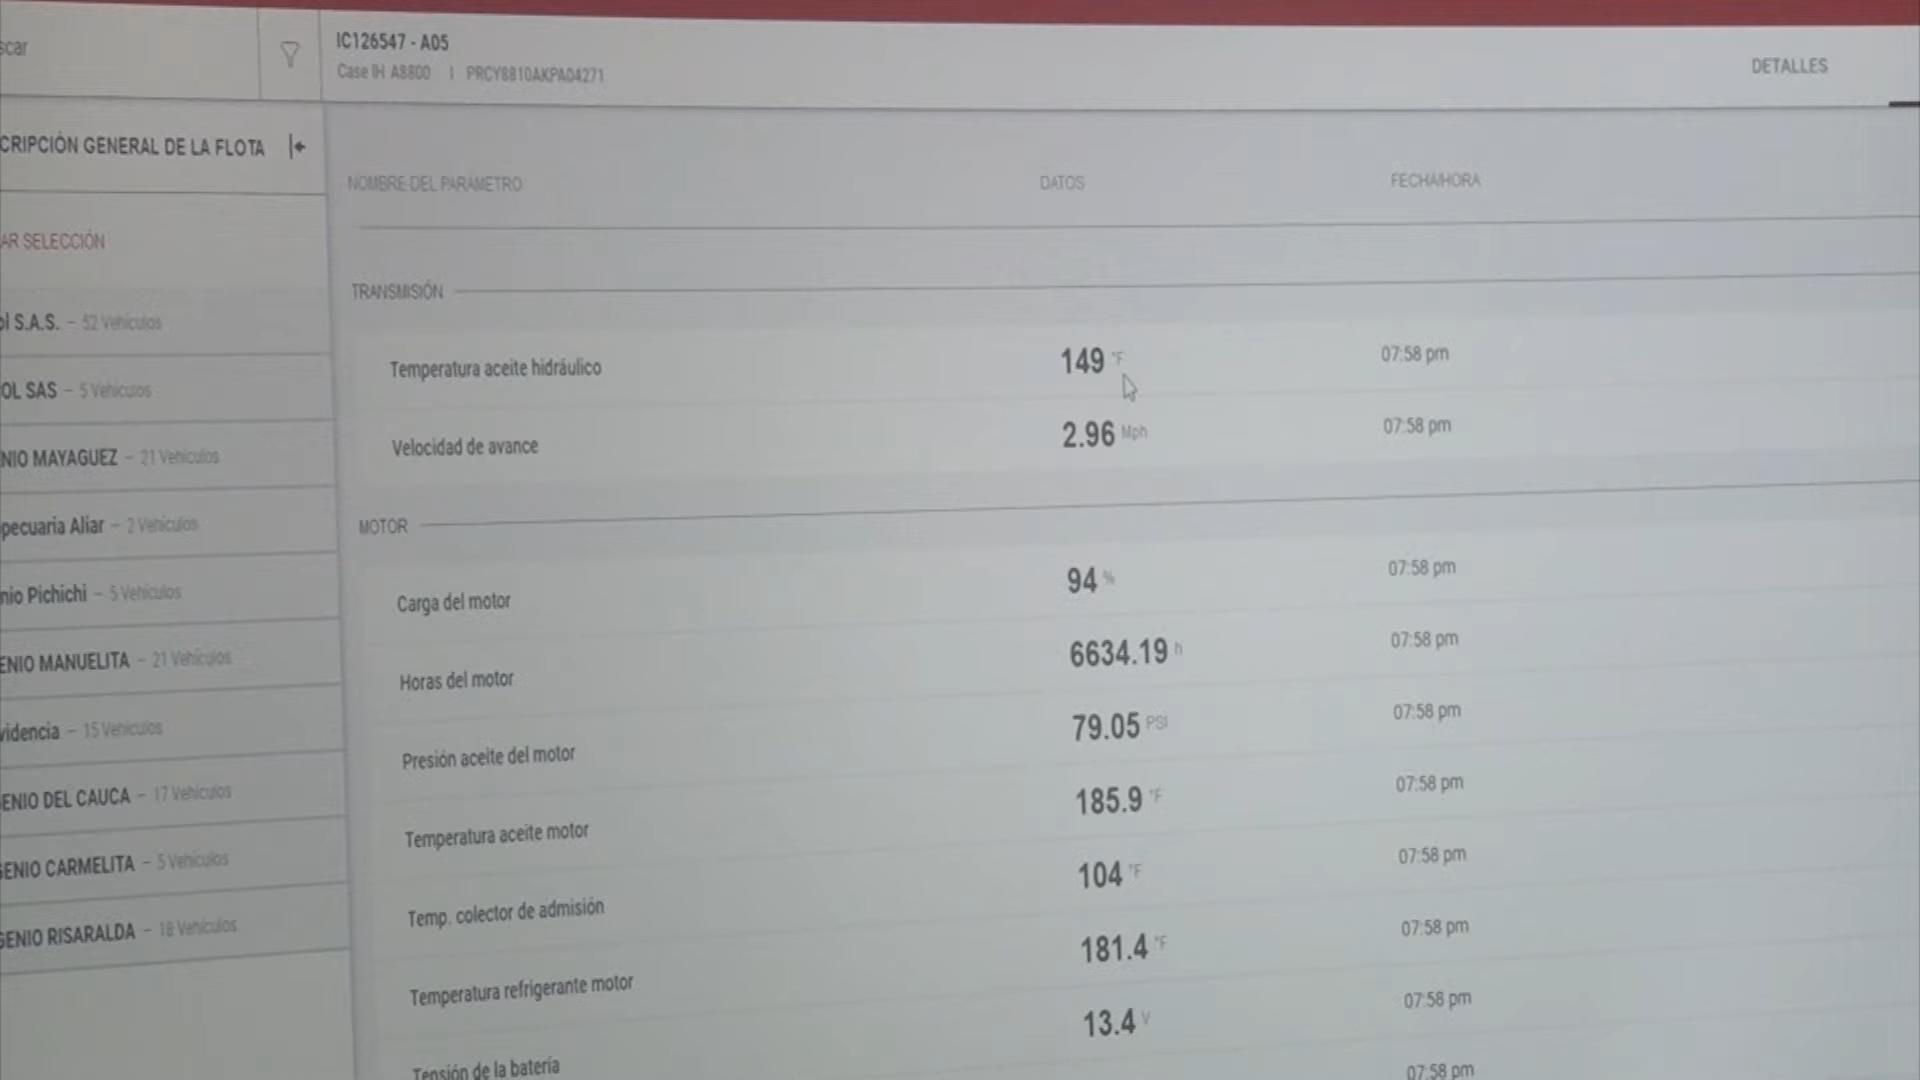 scar
IC126547 - A05
Case IH A8800 | PRCY8810AKPA04271
DETALLES
CRIPCIÓN GENERAL DE LA FLOTA
AR SELECCIÓN
ol S.A.S. - 52 Vehículos
OL SAS - 5 Vehículos
NIO MAYAGUEZ - 21 Vehículos
pecuaria Aliar - 2 Vehículos
nio Pichichi - 5 Vehículos
ENIO MANUELITA - 21 Vehículos
videncia - 15 Vehículos
ENIO DEL CAUCA - 17 Vehículos
GENIO CARMELITA - 5 Vehículos
GENIO RISARALDA - 18 Vehículos
NOMBRE DEL PARÁMETRO DATOS FECHA/HORA
TRANSMISIÓN
Temperatura aceite hidráulico 149 °F 07:58 pm
Velocidad de avance 2.96 Mph 07:58 pm
MOTOR
Carga del motor 94 % 07:58 pm
Horas del motor 6634.19 h 07:58 pm
Presión aceite del motor 79.05 PSI 07:58 pm
Temperatura aceite motor 185.9 °F 07:58 pm
Temp. colector de admisión 104 °F 07:58 pm
Temperatura refrigerante motor 181.4 °F 07:58 pm
Tensión de la batería 13.4 V 07:58 pm
07:58 pm